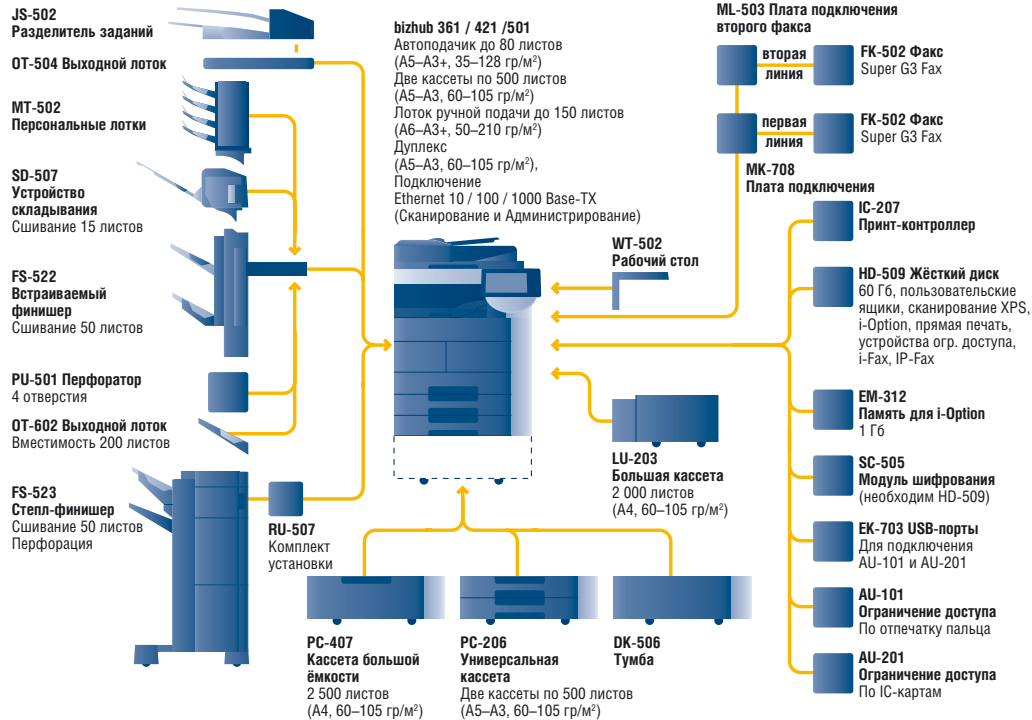 JS-502
Разделитель заданий
OT-504 Выходной лоток
MT-502
Персональные лотки
SD-507
Устройство
складывания
Сшивание 15 листов
FS-522
Встраиваемый
финишер
Сшивание 50 листов
PU-501 Перфоратор
4 отверстия
OT-602 Выходной лоток
Вместимость 200 листов
FS-523
Степл-финишер
Сшивание 50 листов
Перфорация
RU-507
Комплект
установки
bizhub 361 / 421 /501
Автоподачик до 80 листов
(A5–A3+, 35–128 гр/м²)
Две кассеты по 500 листов
(A5–A3, 60–105 гр/м²)
Лоток ручной подачи до 150 листов
(A6–A3+, 50–210 гр/м²)
Дуплекс
(A5–A3, 60–105 гр/м²),
Подключение
Ethernet 10 / 100 / 1000 Base-TX
(Сканирование и Администрирование)
WT-502
Рабочий стол
LU-203
Большая кассета
2 000 листов
(A4, 60–105 гр/м²)
PC-407
Кассета большой
ёмкости
2 500 листов
(A4, 60–105 гр/м²)
PC-206
Универсальная
кассета
Две кассеты по 500 листов
(A5–A3, 60–105 гр/м²)
DK-506
Тумба
ML-503 Плата подключения
второго факса
вторая
линия
FK-502 Факс
Super G3 Fax
первая
линия
FK-502 Факс
Super G3 Fax
MK-708
Плата подключения
IC-207
Принт-контроллер
HD-509 Жёсткий диск
60 Гб, пользовательские
ящики, сканирование XPS,
i-Option, прямая печать,
устройства огр. доступа,
i-Fax, IP-Fax
EM-312
Память для i-Option
1 Гб
SC-505
Модуль шифрования
(необходим HD-509)
EK-703 USB-порты
Для подключения
AU-101 и AU-201
AU-101
Ограничение доступа
По отпечатку пальца
AU-201
Ограничение доступа
По IC-картам